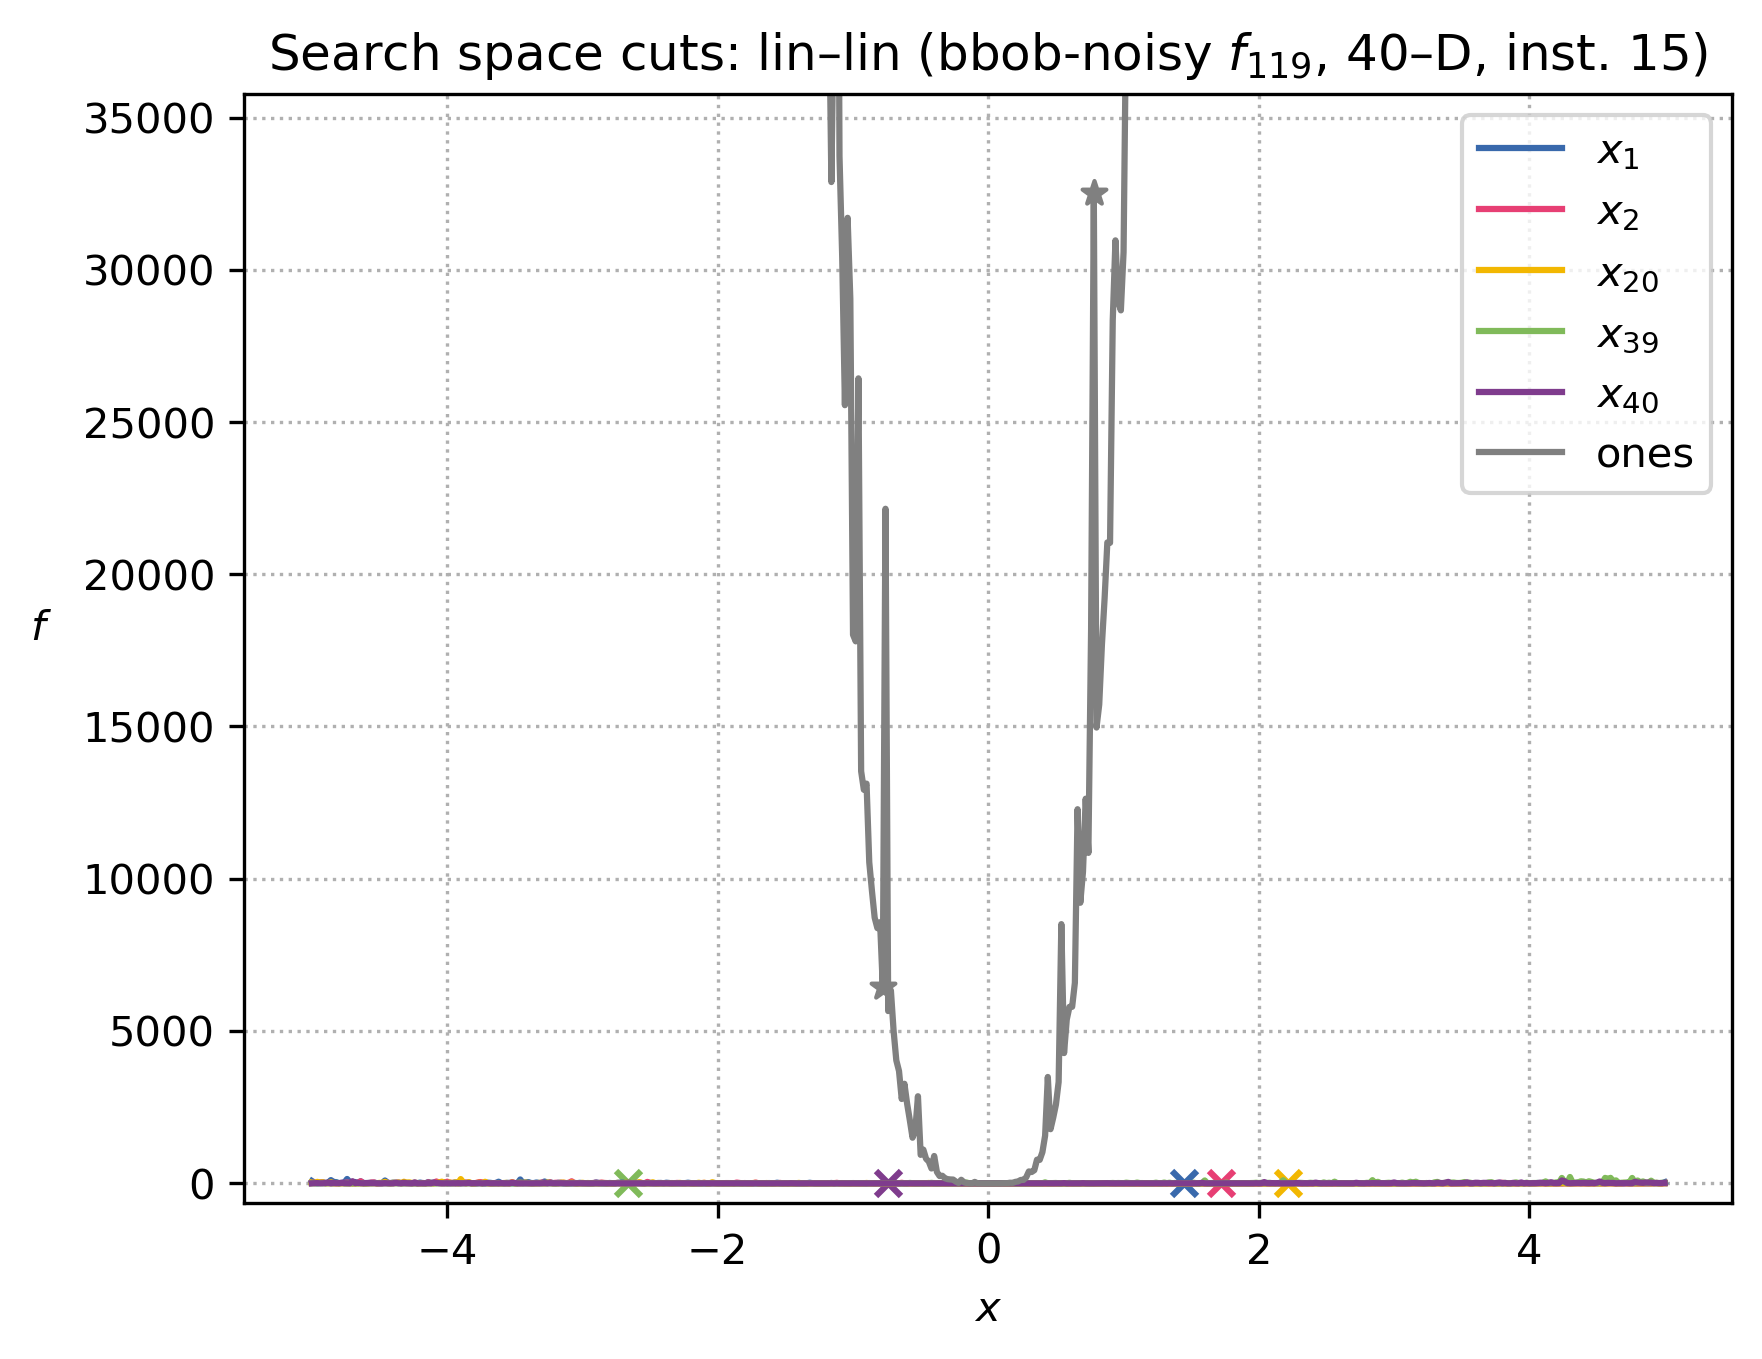 Search space cuts: lin–lin (bbob-noisy f₁₁₉, 40–D, inst. 15)
35000
30000
25000
20000
15000
10000
5000
0
f
−4
−2
0
2
4
x
x₁
x₂
x₂₀
x₃₉
x₄₀
ones